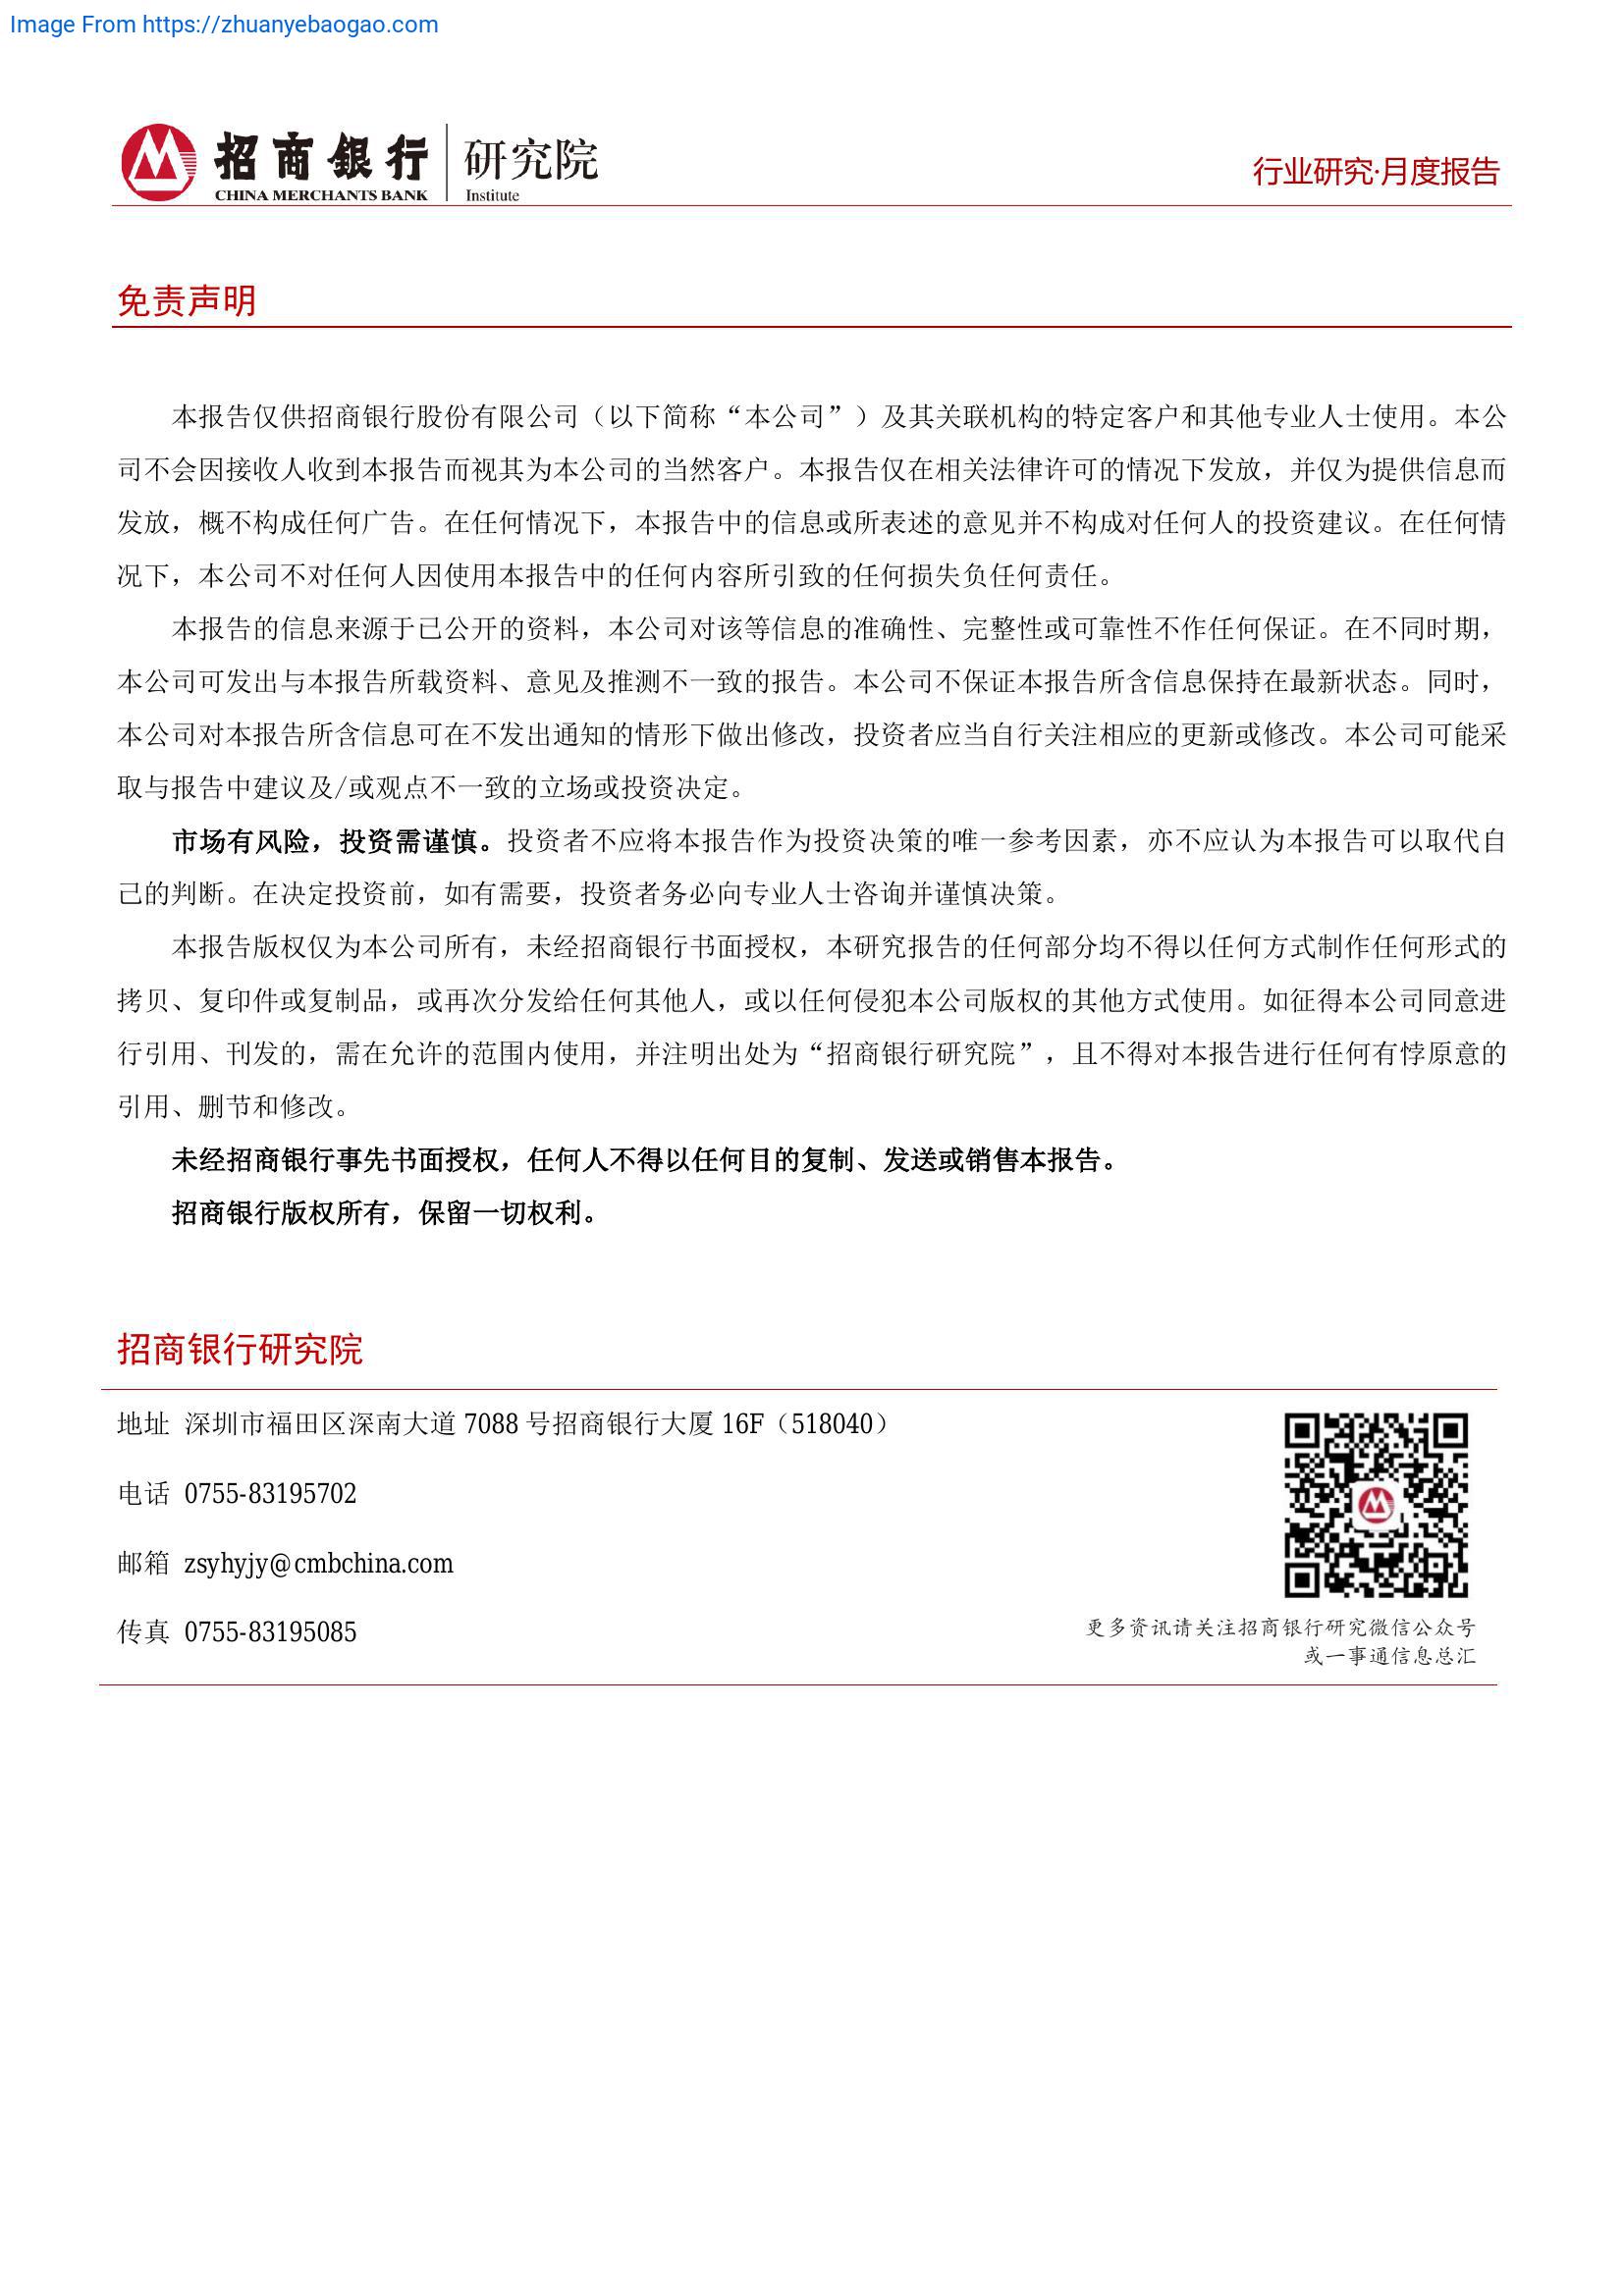 Image From https://zhuanyebaogao.com
招商銀行
CHINA MERCHANTS BANK
研究院
Institute
行业研究·月度报告
免责声明
本报告仅供招商银行股份有限公司（以下简称“本公司”）及其关联机构的特定客户和其他专业人士使用。本公
司不会因接收人收到本报告而视其为本公司的当然客户。本报告仅在相关法律许可的情况下发放，并仅为提供信息而
发放，概不构成任何广告。在任何情况下，本报告中的信息或所表述的意见并不构成对任何人的投资建议。在任何情
况下，本公司不对任何人因使用本报告中的任何内容所引致的任何损失负任何责任。
本报告的信息来源于已公开的资料，本公司对该等信息的准确性、完整性或可靠性不作任何保证。在不同时期，
本公司可发出与本报告所载资料、意见及推测不一致的报告。本公司不保证本报告所含信息保持在最新状态。同时，
本公司对本报告所含信息可在不发出通知的情形下做出修改，投资者应当自行关注相应的更新或修改。本公司可能采
取与报告中建议及/或观点不一致的立场或投资决定。
市场有风险，投资需谨慎。投资者不应将本报告作为投资决策的唯一参考因素，亦不应认为本报告可以取代自
己的判断。在决定投资前，如有需要，投资者务必向专业人士咨询并谨慎决策。
本报告版权仅为本公司所有，未经招商银行书面授权，本研究报告的任何部分均不得以任何方式制作任何形式的
拷贝、复印件或复制品，或再次分发给任何其他人，或以任何侵犯本公司版权的其他方式使用。如征得本公司同意进
行引用、刊发的，需在允许的范围内使用，并注明出处为“招商银行研究院”，且不得对本报告进行任何有悖原意的
引用、删节和修改。
未经招商银行事先书面授权，任何人不得以任何目的复制、发送或销售本报告。
招商银行版权所有，保留一切权利。
招商银行研究院
地址 深圳市福田区深南大道 7088 号招商银行大厦 16F（518040）
电话 0755-83195702
邮箱 zsyhyjy@cmbchina.com
传真 0755-83195085
更多资讯请关注招商银行研究微信公众号
或一事通信息总汇